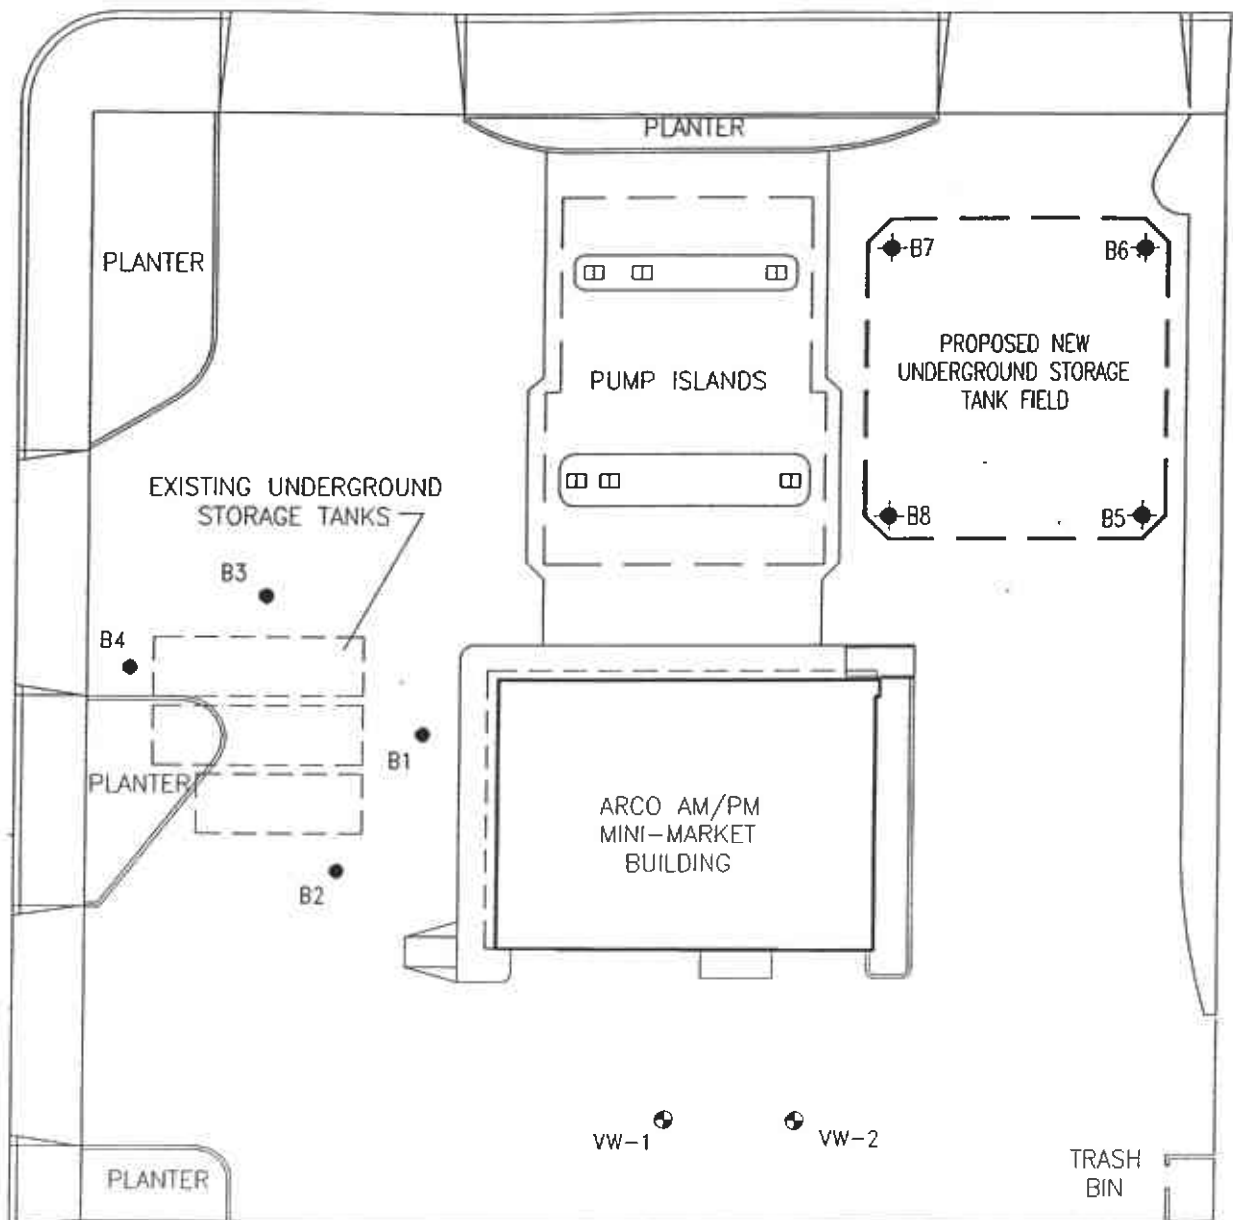 PLANTER
PLANTER
B7
B6
PROPOSED NEW
UNDERGROUND STORAGE
TANK FIELD
PUMP ISLANDS
EXISTING UNDERGROUND
STORAGE TANKS
B8
B5
B3
B4
B1
PLANTER
ARCO AM/PM
MINI-MARKET
BUILDING
B2
VW-1
VW-2
TRASH
BIN
PLANTER